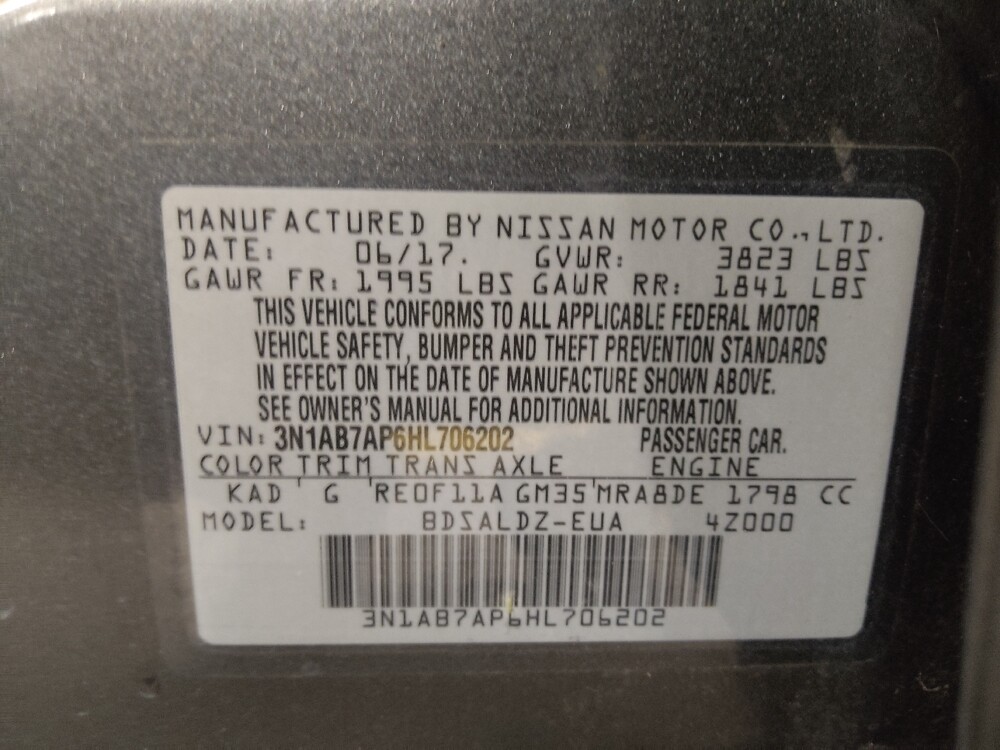 MANUFACTURED BY NISSAN MOTOR CO.,LTD.
DATE: 06/17. GVWR: 3823 LBS
GAWR FR: 1995 LBS GAWR RR: 1841 LBS
THIS VEHICLE CONFORMS TO ALL APPLICABLE FEDERAL MOTOR
VEHICLE SAFETY, BUMPER AND THEFT PREVENTION STANDARDS
IN EFFECT ON THE DATE OF MANUFACTURE SHOWN ABOVE.
SEE OWNER'S MANUAL FOR ADDITIONAL INFORMATION.
VIN: 3N1AB7AP6HL706202 PASSENGER CAR.
COLOR TRIM TRANS AXLE ENGINE
KAD G RE0F11A GM35 MRA8DE 1798 CC
MODEL: BDSALDZ-EUA 4Z000
3N1AB7AP6HL706202